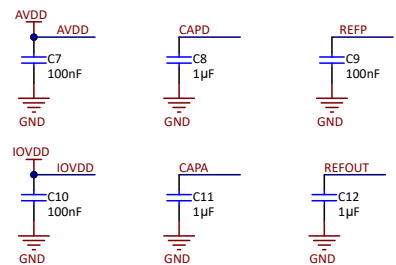 AVDD
AVDD CAPD REFP
C7 C8 C9
100nF 1µF 100nF
GND GND GND
IOVDD
IOVDD CAPA REFOUT
C10 C11 C12
100nF 1µF 1µF
GND GND GND